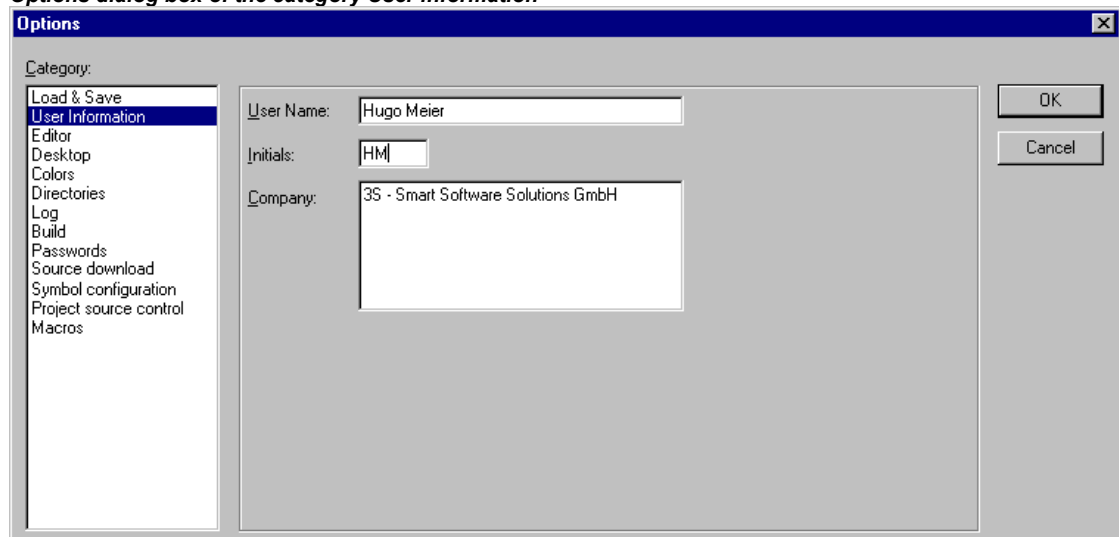 Options dialog box of the category User Information
Options
Category:
Load & Save
User Information
Editor
Desktop
Colors
Directories
Log
Build
Passwords
Source download
Symbol configuration
Project source control
Macros
User Name:
Hugo Meier
Initials:
HM
Company:
3S - Smart Software Solutions GmbH
OK
Cancel